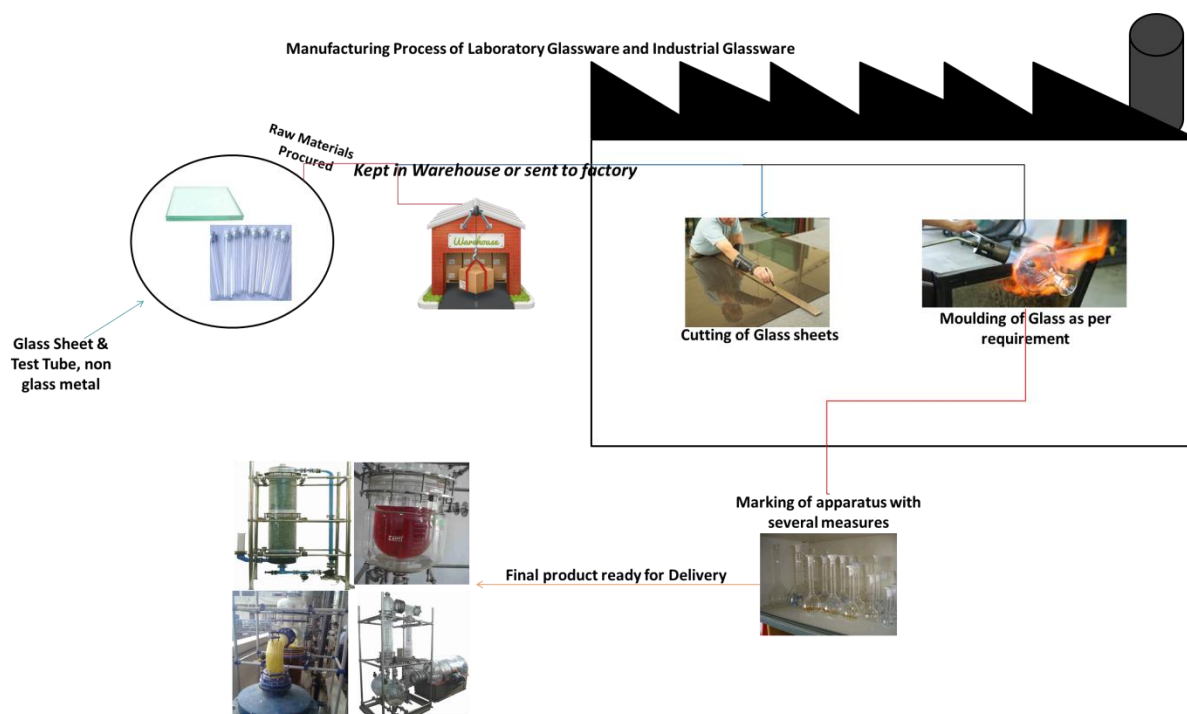 Manufacturing Process of Laboratory Glassware and Industrial Glassware
Raw Materials
Procured
Kept in Warehouse or sent to factory
Warehouse
Glass Sheet &
Test Tube, non
glass metal
Cutting of Glass sheets
Moulding of Glass as per
requirement
Marking of apparatus with
several measures
Final product ready for Delivery